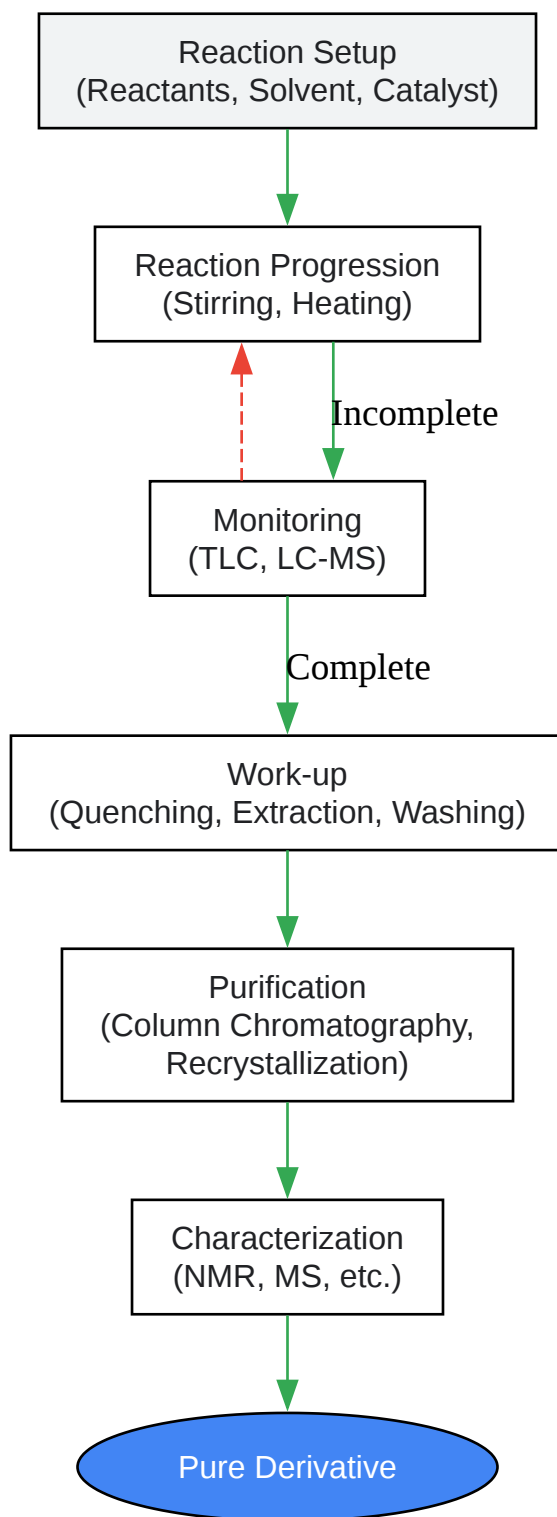 Reaction Setup
(Reactants, Solvent, Catalyst)
Reaction Progression
(Stirring, Heating)
Incomplete
Monitoring
(TLC, LC-MS)
Complete
Work-up
(Quenching, Extraction, Washing)
Purification
(Column Chromatography,
Recrystallization)
Characterization
(NMR, MS, etc.)
Pure Derivative